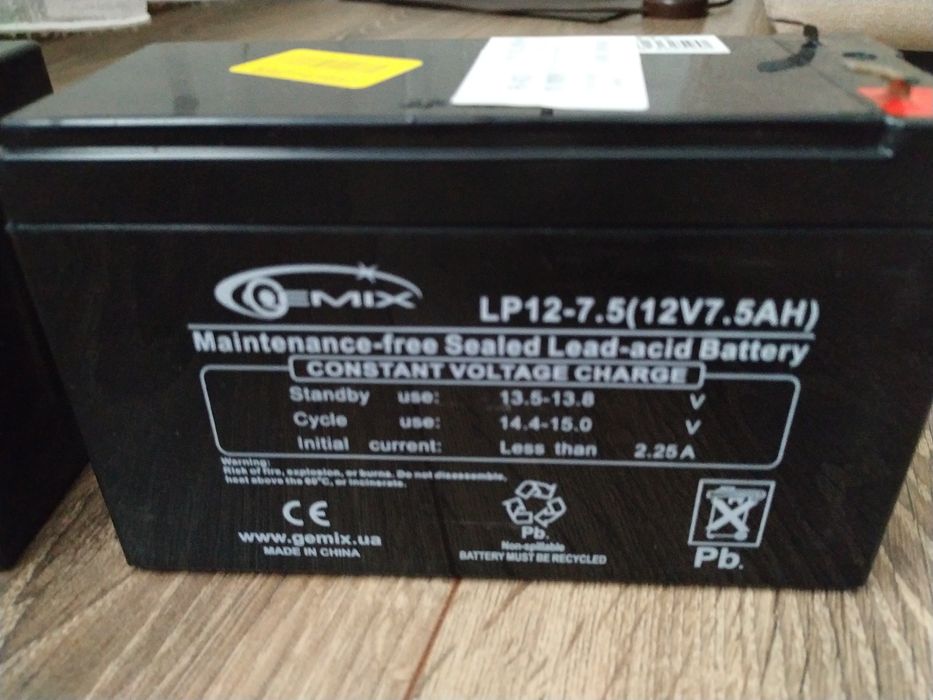 GEMIX
LP12-7.5(12V7.5AH)
Maintenance-free Sealed Lead-acid Battery
CONSTANT VOLTAGE CHARGE
Standby use: 13.5-13.8 V
Cycle use: 14.4-15.0 V
Initial current: Less than 2.25A
Warning:
Risk of fire, explosion, or burns. Do not disassemble,
heat above the 60°C, or incinerate.
CE
www.gemix.ua
MADE IN CHINA
Pb.
Non-spillable
BATTERY MUST BE RECYCLED
Pb.